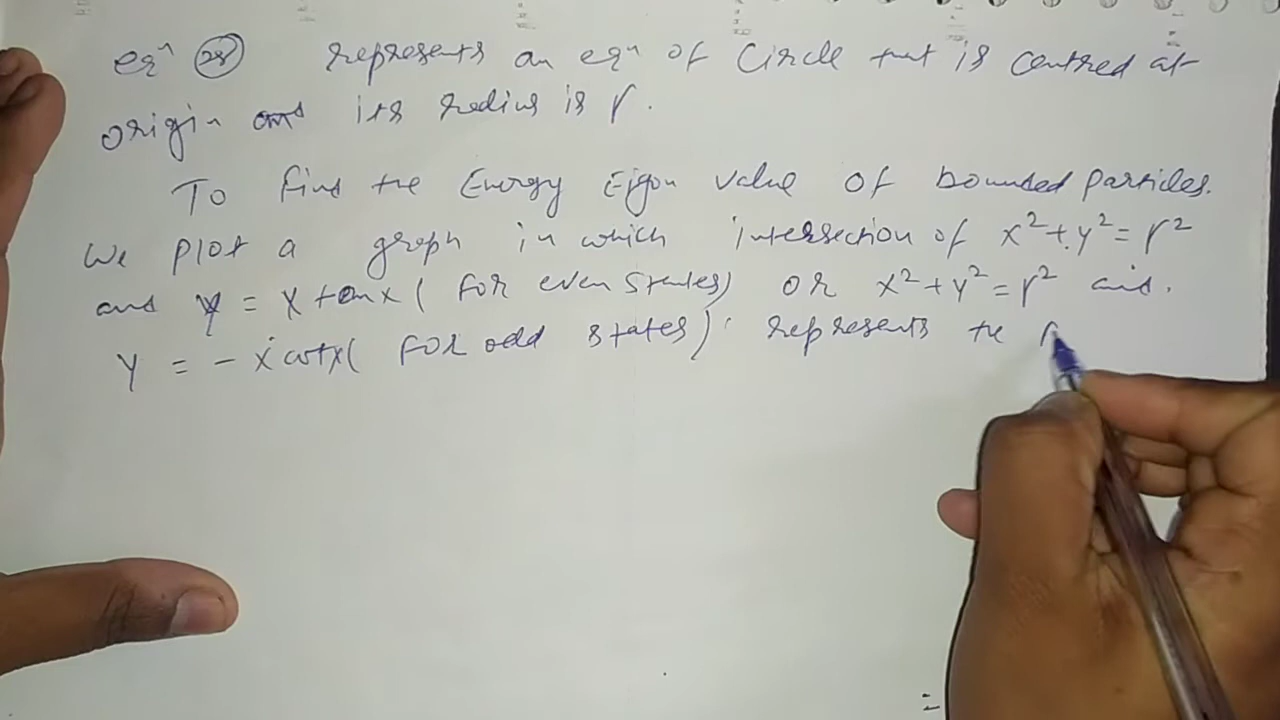 eqⁿ (28) represents an eqⁿ of Circle that is centred at
origin and its radius is r.
To find the Energy Eigen value of bounded particles.
We plot a graph in which intersection of x² + y² = r²
and y = x tan x ( for even states) or x² + y² = r² and.
Y = - x cot x ( for odd states) represents the